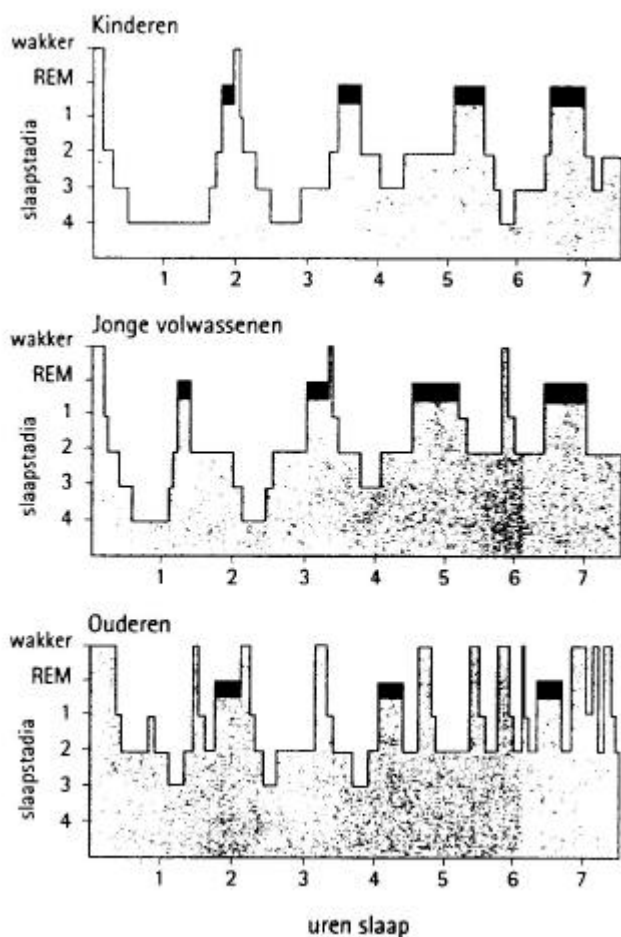 Kinderen
wakker
REM
1
2
3
4
slaapstadia
1 2 3 4 5 6 7
Jonge volwassenen
wakker
REM
1
2
3
4
slaapstadia
1 2 3 4 5 6 7
Ouderen
wakker
REM
1
2
3
4
slaapstadia
1 2 3 4 5 6 7
uren slaap